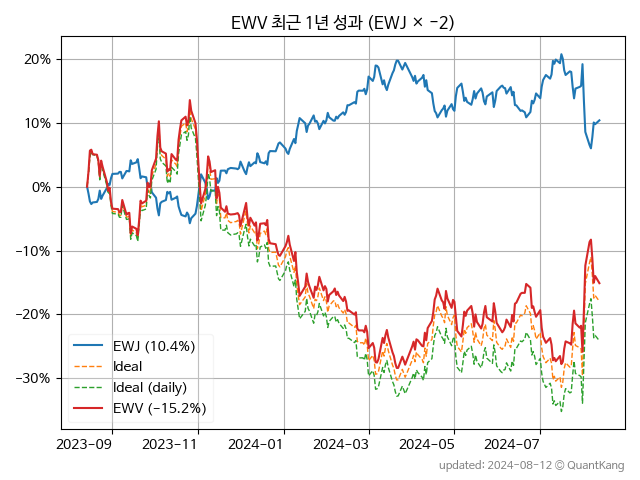 EWV 최근 1년 성과 (EWJ × −2)
20%
10%
0%
−10%
−20%
−30%
EWJ (10.4%)
Ideal
Ideal (daily)
EWV (−15.2%)
2023-09
2023-11
2024-01
2024-03
2024-05
2024-07
updated: 2024-08-12 © QuantKang